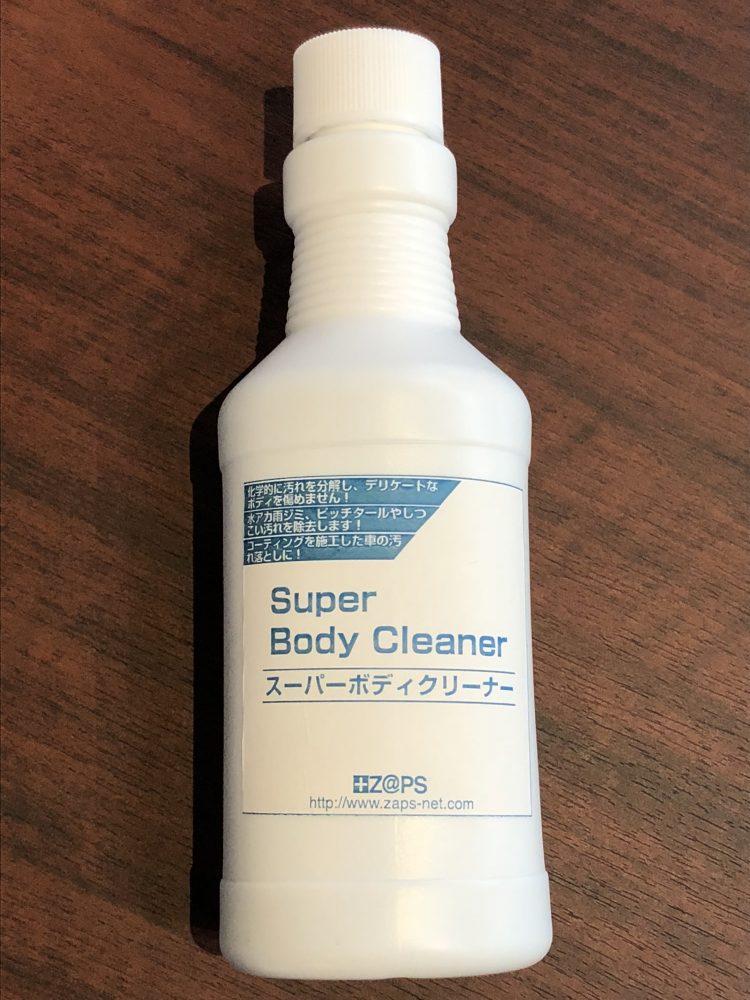 化学的に汚れを分解し、デリケートな
ボディを傷めません！
水アカ雨ジミ、ピッチタールやしつ
こい汚れを除去します！
コーティングを施工した車の汚
れ落としに！
Super
Body Cleaner
スーパーボディクリーナー
Z@PS
http://www.zaps-net.com